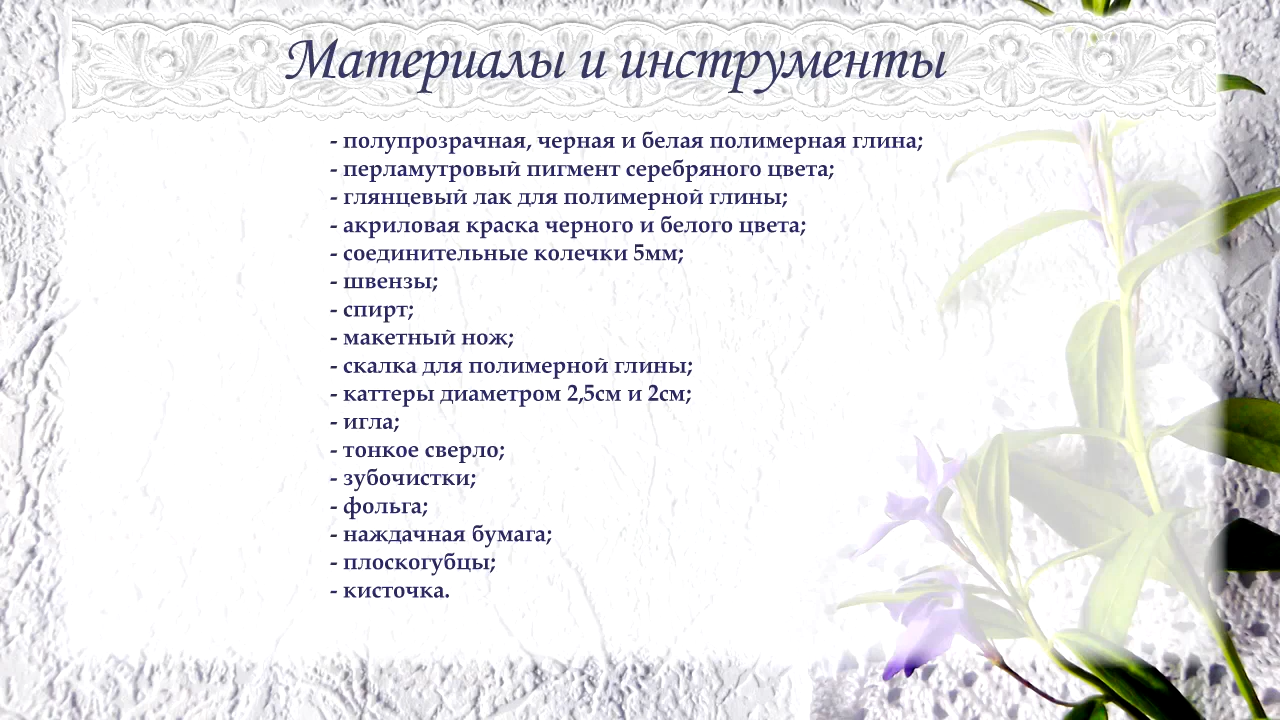 Материалы и инструменты
- полупрозрачная, черная и белая полимерная глина;
- перламутровый пигмент серебряного цвета;
- глянцевый лак для полимерной глины;
- акриловая краска черного и белого цвета;
- соединительные колечки 5мм;
- швензы;
- спирт;
- макетный нож;
- скалка для полимерной глины;
- каттеры диаметром 2,5см и 2см;
- игла;
- тонкое сверло;
- зубочистки;
- фольга;
- наждачная бумага;
- плоскогубцы;
- кисточка.